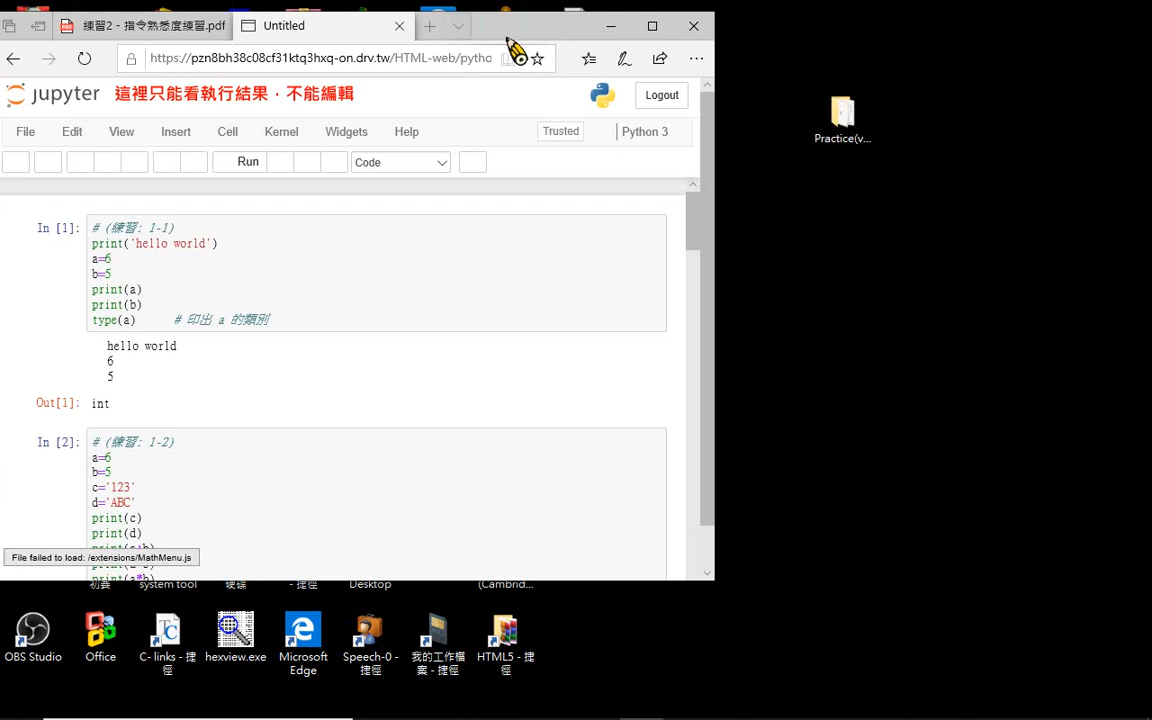 練習2 - 指令熟悉度練習.pdf
Untitled
https://pzn8bh38c08cf31ktq3hxq-on.drv.tw/HTML-web/pytho
jupyter 這裡只能看執行結果，不能編輯
Logout
File Edit View Insert Cell Kernel Widgets Help
Trusted
Python 3
Run
Code
In [1]:
# (練習: 1-1)
print('hello world')
a=6
b=5
print(a)
print(b)
type(a) # 印出 a 的類別
hello world
6
5
Out[1]: int
In [2]:
# (練習: 1-2)
a=6
b=5
c='123'
d='ABC'
print(c)
print(d)
File failed to load: /extensions/MathMenu.js
print(a*b)
Practice(v...
system tool
硬碟
- 捷徑
Desktop
(Cambrid...
OBS Studio
Office
C- links - 捷徑
hexview.exe
Microsoft Edge
Speech-0 - 捷徑
我的工作檔案 - 捷徑
HTML5 - 捷徑